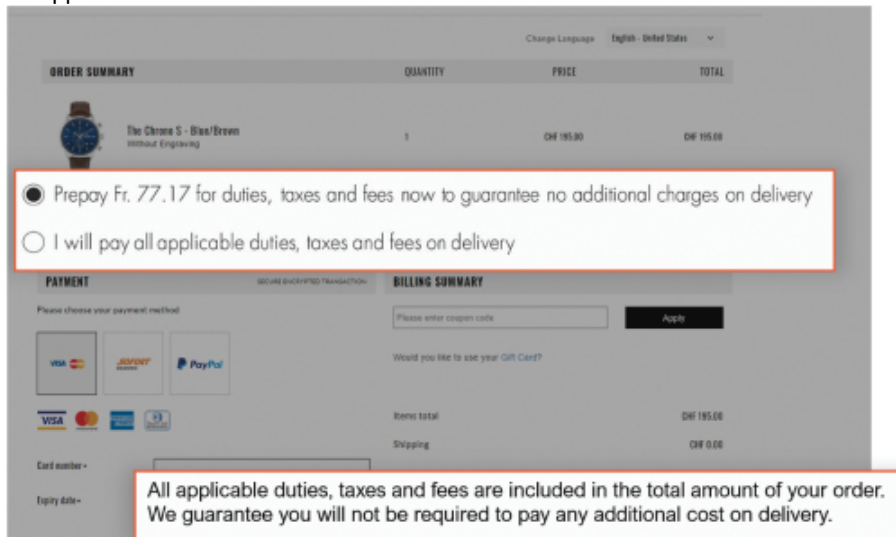 Change Language English - United States
ORDER SUMMARY QUANTITY PRICE TOTAL
The Chrono S - Blue/Brown
Without Engraving
1 CHF 195.00 CHF 195.00
Prepay Fr. 77.17 for duties, taxes and fees now to guarantee no additional charges on delivery
I will pay all applicable duties, taxes and fees on delivery
PAYMENT SECURE ENCRYPTED TRANSACTION BILLING SUMMARY
Please choose your payment method
Please enter coupon code Apply
VISA SOFORT PayPal
Would you like to use your Gift Card?
VISA
Items total CHF 195.00
Shipping CHF 0.00
Card number*
Expiry date*
All applicable duties, taxes and fees are included in the total amount of your order.
We guarantee you will not be required to pay any additional cost on delivery.